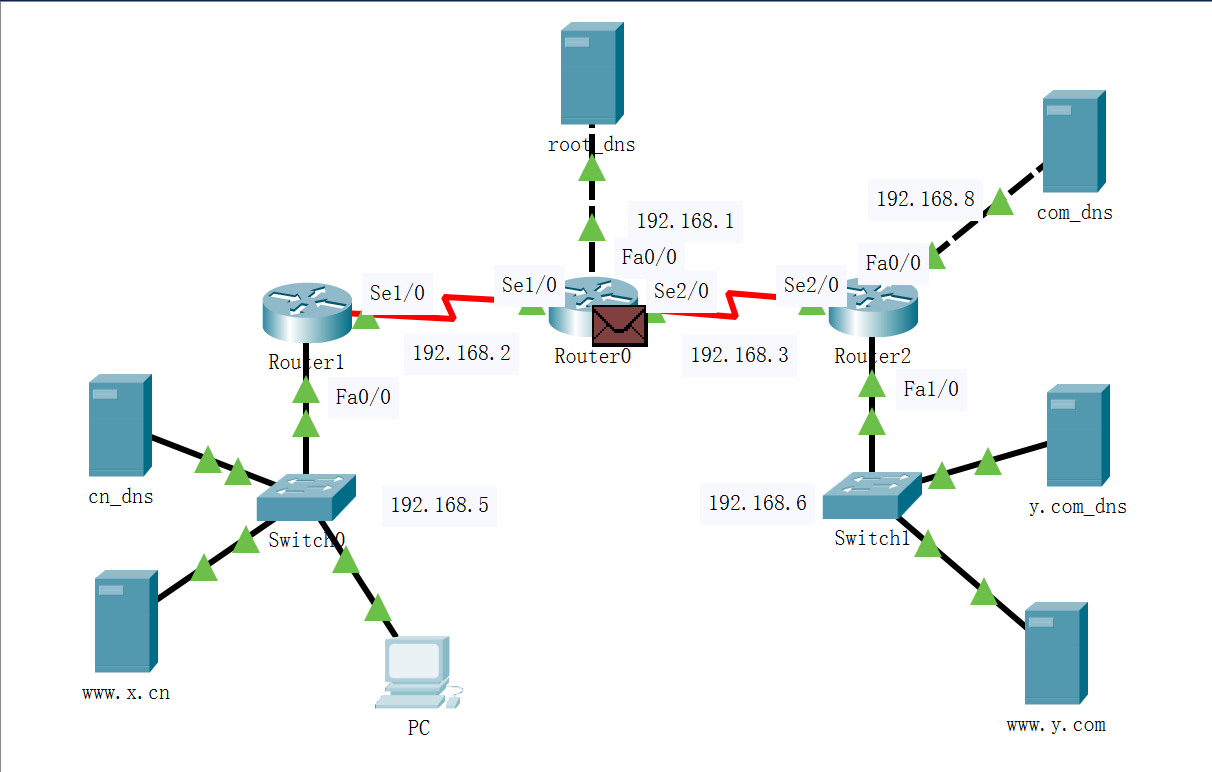 root_dns
192.168.8
com_dns
192.168.1
Fa0/0
Fa0/0
Se1/0
Se1/0
Se2/0
Se2/0
Router1
192.168.2
Router0
192.168.3
Router2
Fa0/0
Fa1/0
cn_dns
192.168.5
192.168.6
y.com_dns
Switch0
Switch1
www.x.cn
PC
www.y.com